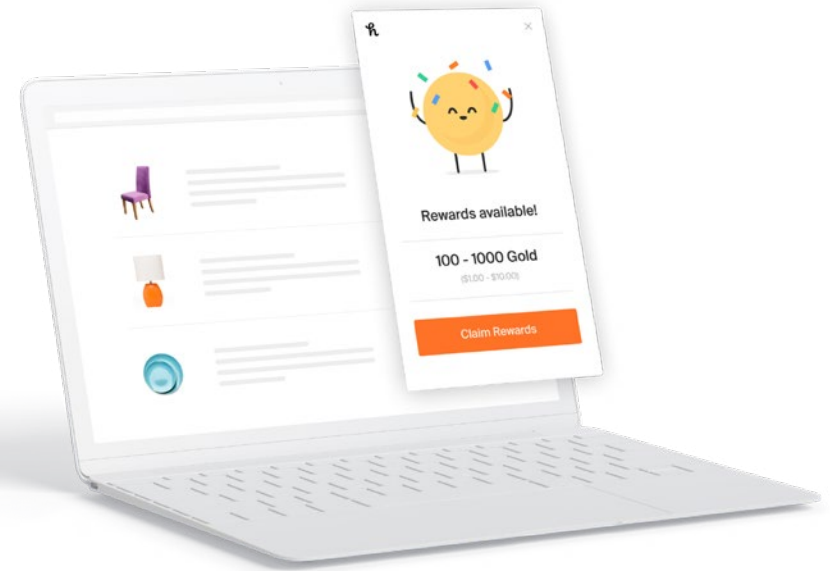 h
Rewards available!
100 - 1000 Gold
($1.00 - $10.00)
Claim Rewards